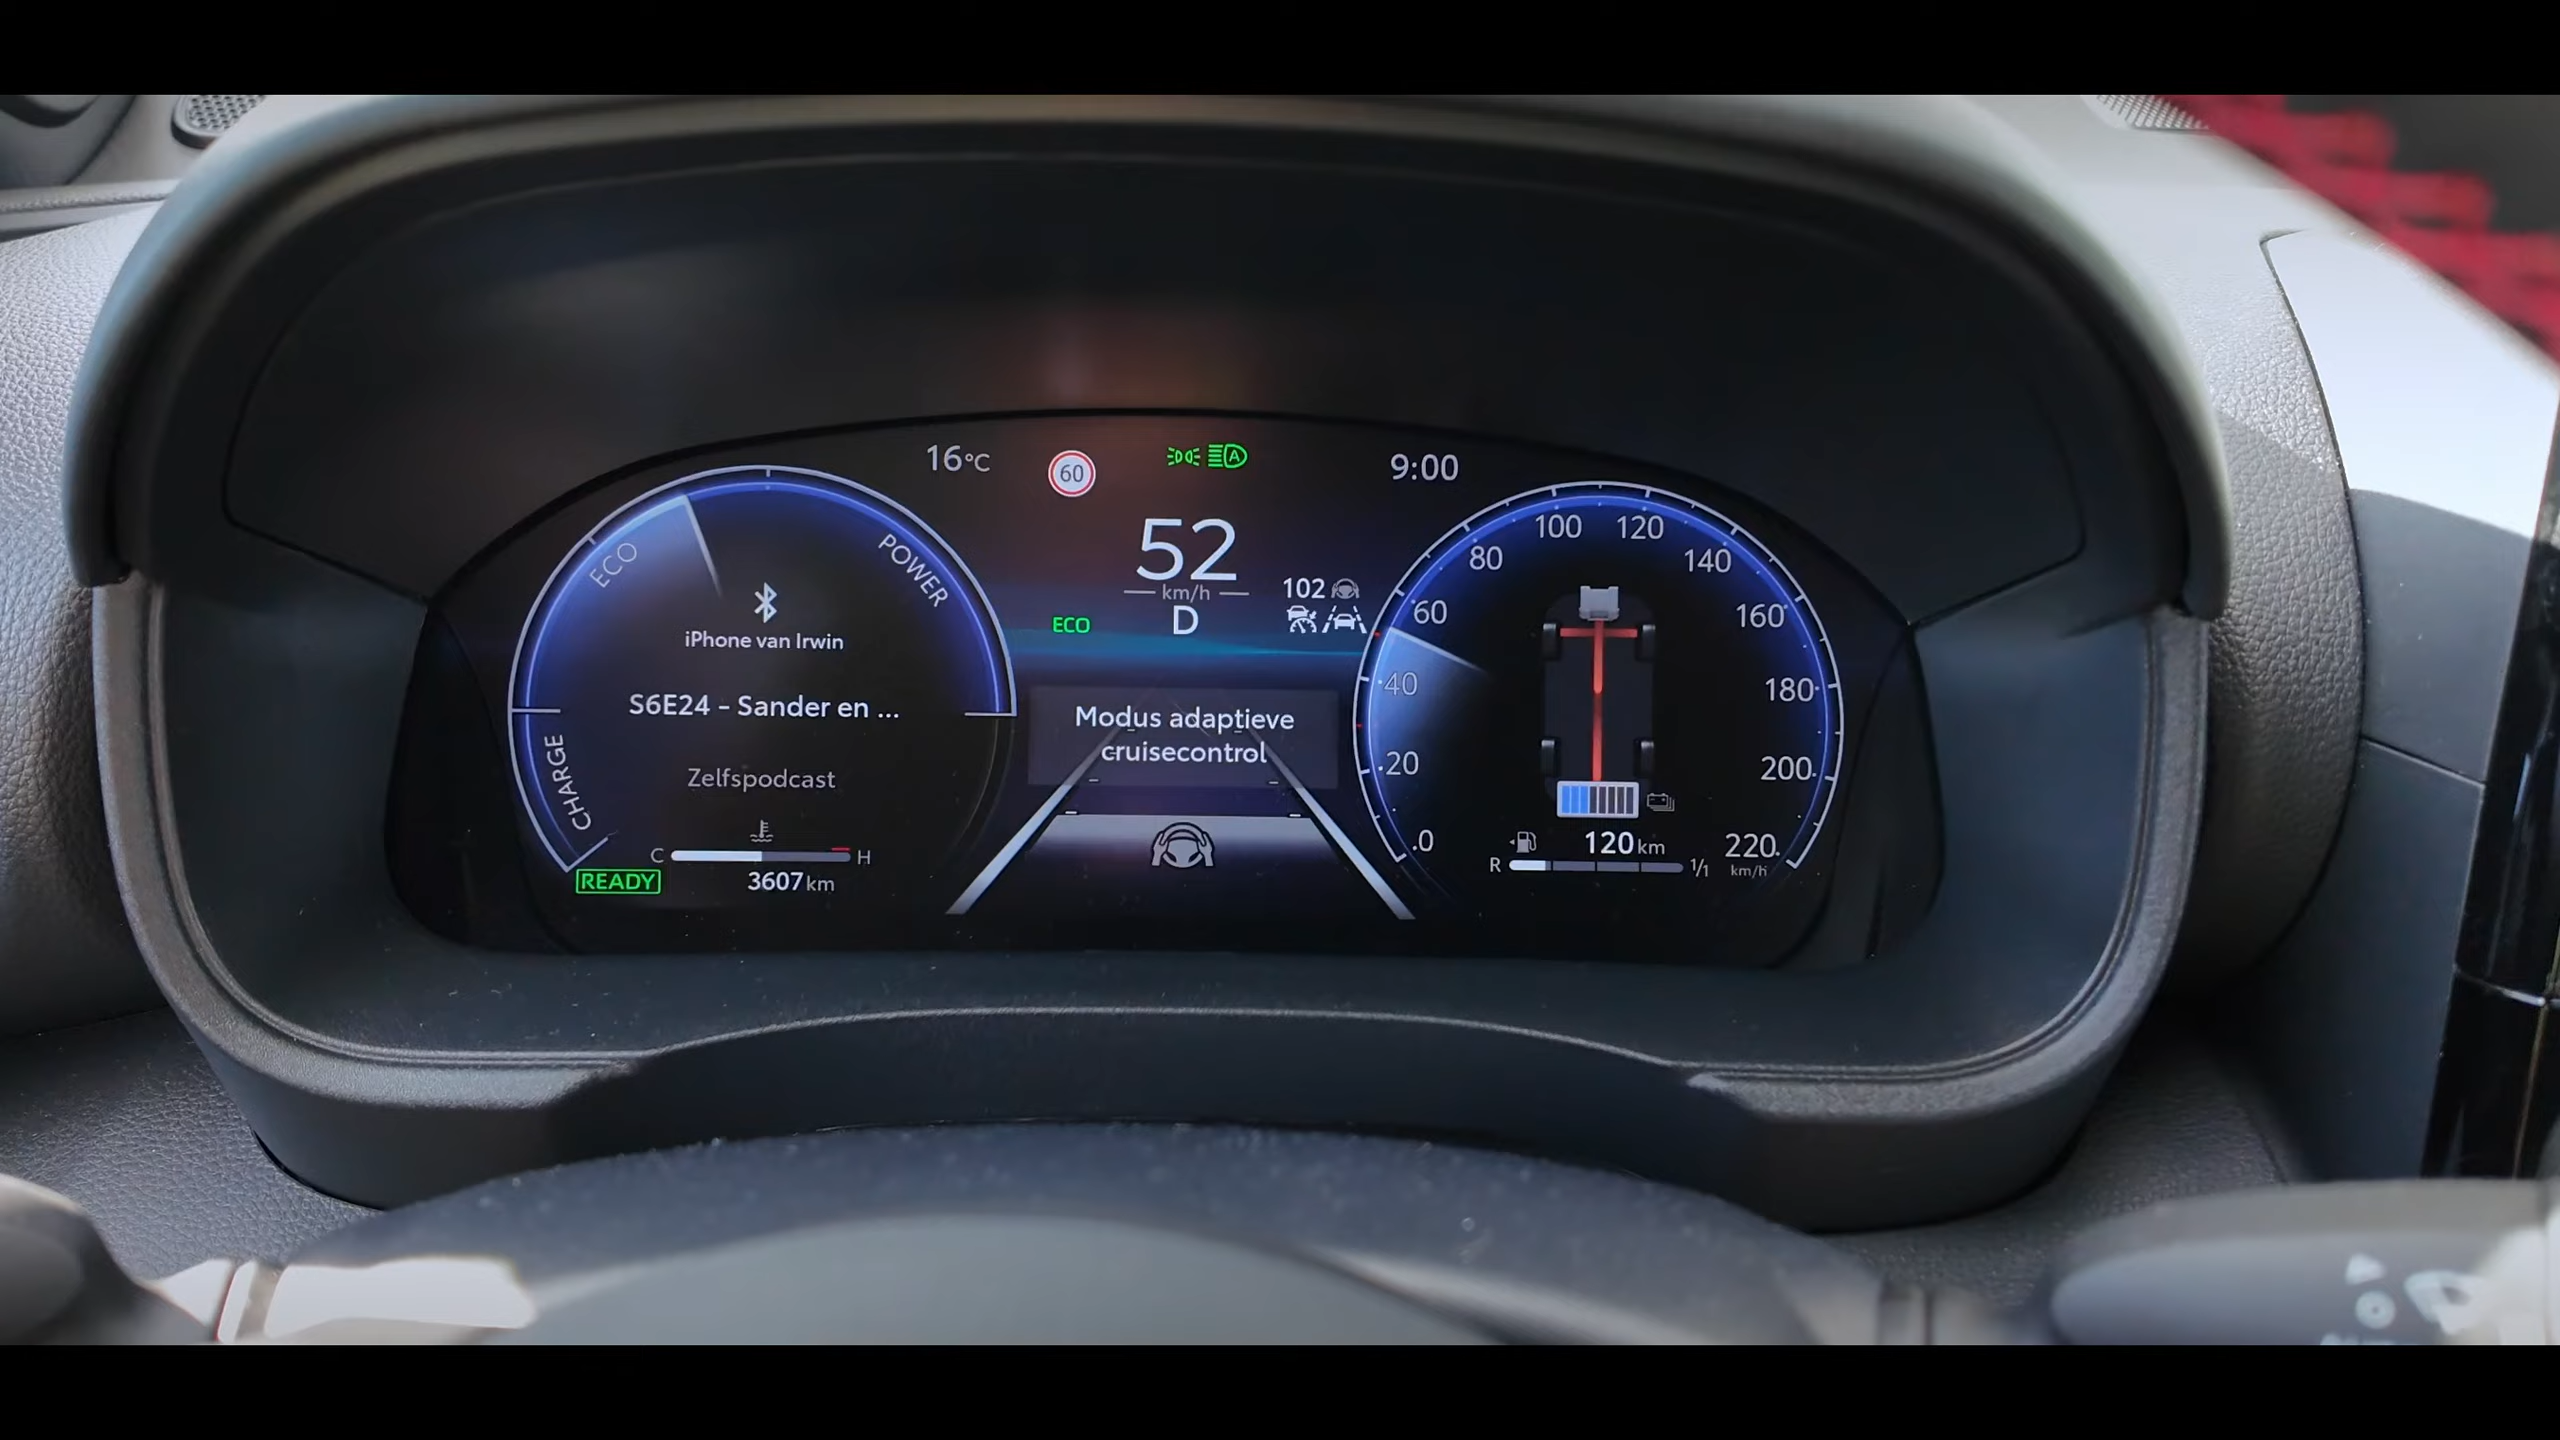 16°C
60
A
9:00
52
km/h
D
ECO
102
ECO
POWER
CHARGE
iPhone van Irwin
S6E24 - Sander en ...
Zelfspodcast
C
H
READY
3607 km
Modus adaptieve
cruisecontrol
0
20
40
60
80
100
120
140
160
180
200
220
km/h
120 km
R
1/1